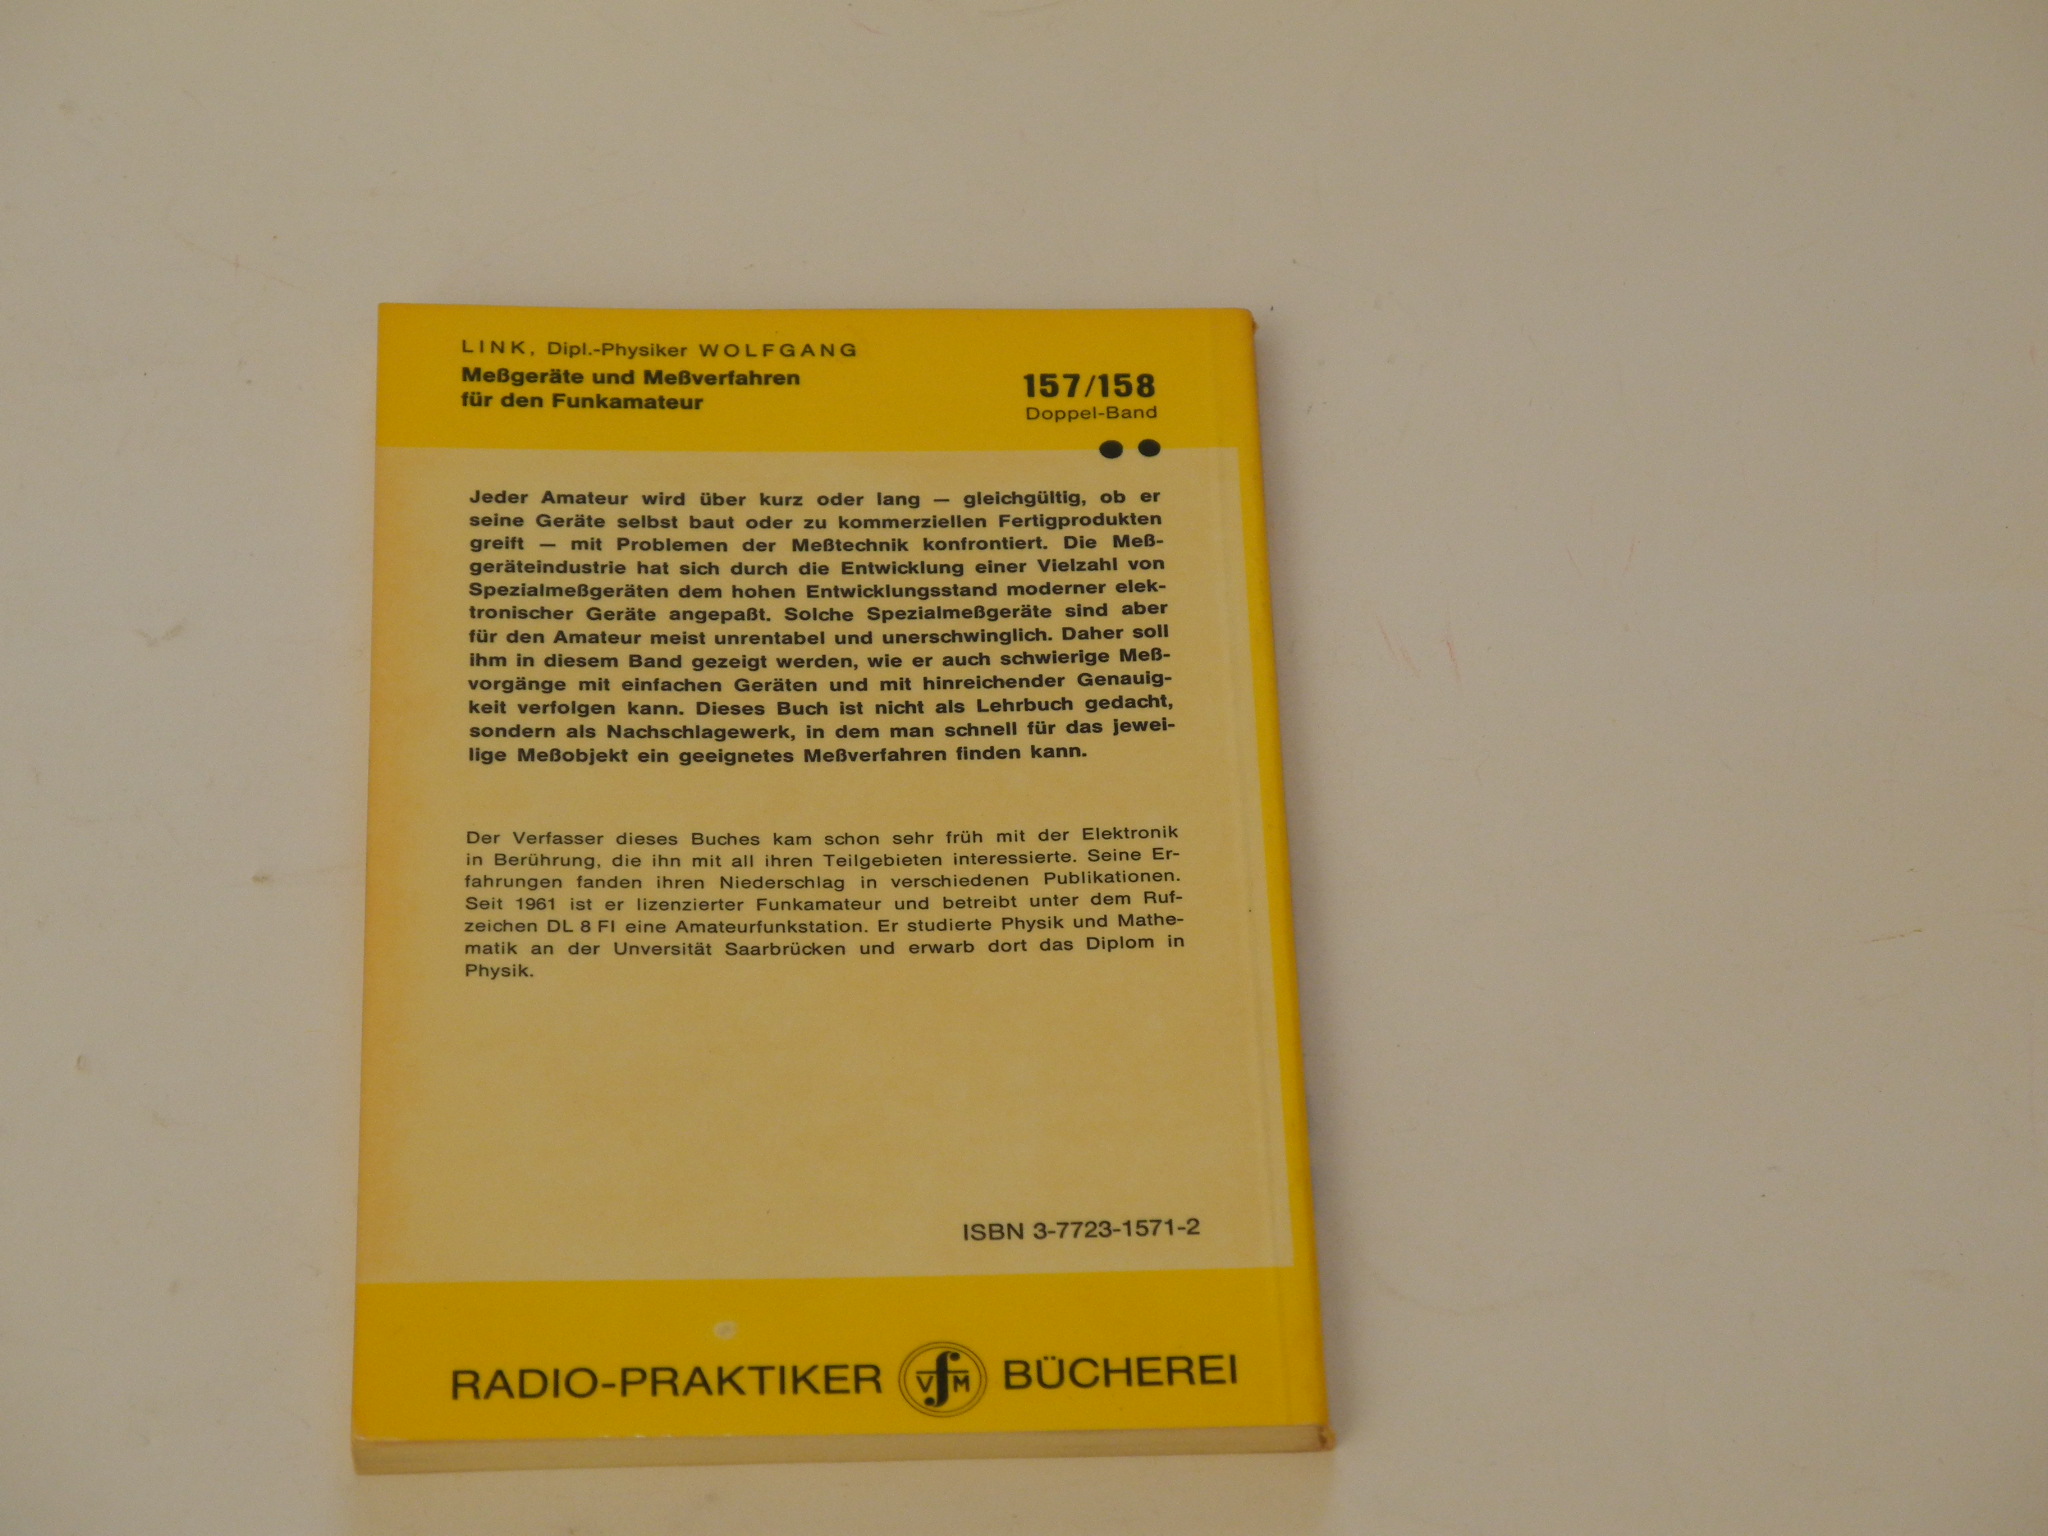 LINK, Dipl.-Physiker WOLFGANG
Meßgeräte und Meßverfahren
für den Funkamateur
157/158
Doppel-Band
Jeder Amateur wird über kurz oder lang — gleichgültig, ob er
seine Geräte selbst baut oder zu kommerziellen Fertigprodukten
greift — mit Problemen der Meßtechnik konfrontiert. Die Meß-
geräteindustrie hat sich durch die Entwicklung einer Vielzahl von
Spezialmeßgeräten dem hohen Entwicklungsstand moderner elek-
tronischer Geräte angepaßt. Solche Spezialmeßgeräte sind aber
für den Amateur meist unrentabel und unerschwinglich. Daher soll
ihm in diesem Band gezeigt werden, wie er auch schwierige Meß-
vorgänge mit einfachen Geräten und mit hinreichender Genauig-
keit verfolgen kann. Dieses Buch ist nicht als Lehrbuch gedacht,
sondern als Nachschlagewerk, in dem man schnell für das jewei-
lige Meßobjekt ein geeignetes Meßverfahren finden kann.
Der Verfasser dieses Buches kam schon sehr früh mit der Elektronik
in Berührung, die ihn mit all ihren Teilgebieten interessierte. Seine Er-
fahrungen fanden ihren Niederschlag in verschiedenen Publikationen.
Seit 1961 ist er lizenzierter Funkamateur und betreibt unter dem Ruf-
zeichen DL 8 FI eine Amateurfunkstation. Er studierte Physik und Mathe-
matik an der Unversität Saarbrücken und erwarb dort das Diplom in
Physik.
ISBN 3-7723-1571-2
RADIO-PRAKTIKER VfM BÜCHEREI